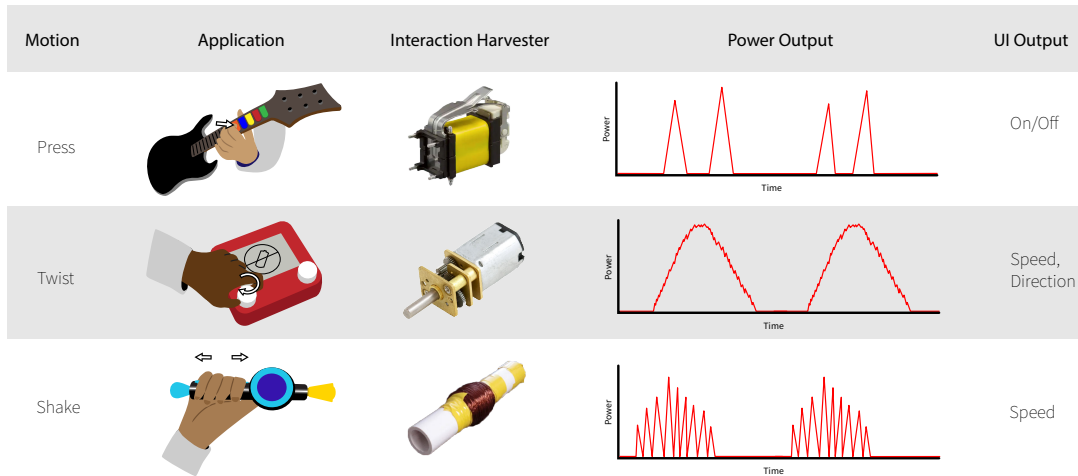 Motion Application Interaction Harvester Power Output UI Output
Press
Power
Time
On/Off
Twist
Power
Time
Speed,
Direction
Shake
Power
Time
Speed